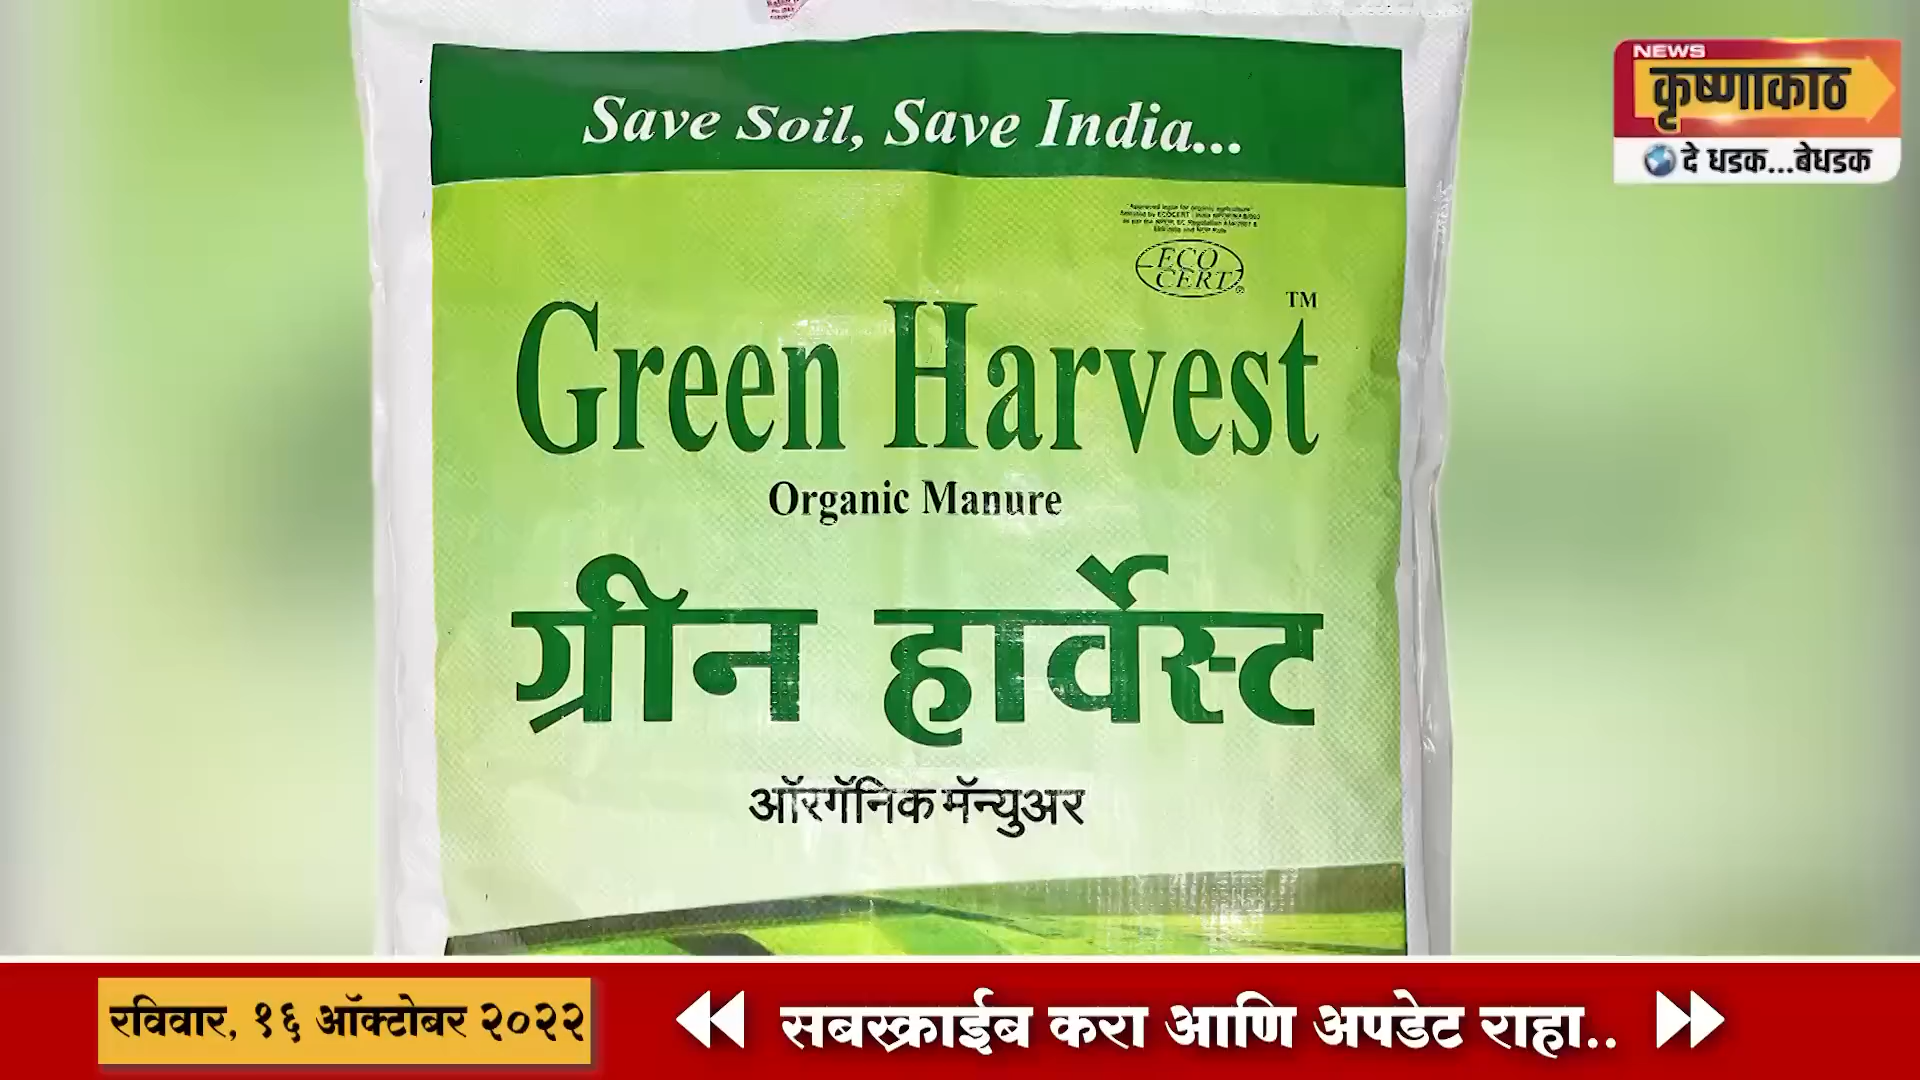 Save Soil, Save India...
NEWS
कृष्णाकाठ
दे धडक...बेधडक
ECO
CERT
TM
Green Harvest
Organic Manure
ग्रीन हार्वेस्ट
ऑरगॅनिक मॅन्युअर
रविवार, १६ ऑक्टोबर २०२२
सबस्क्राईब करा आणि अपडेट राहा..